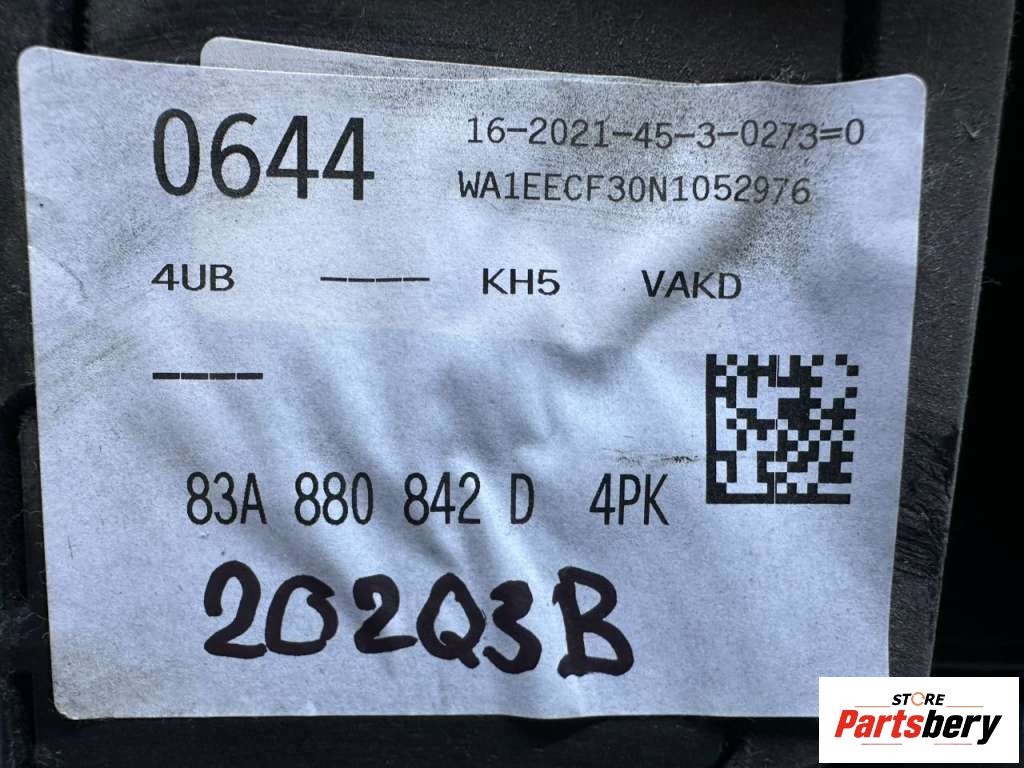 0644
16-2021-45-3-0273=0
WA1EECF30N1052976
4UB ---- KH5 VAKD
----
83A 880 842 D 4PK
202Q3B
STORE
Partsbery